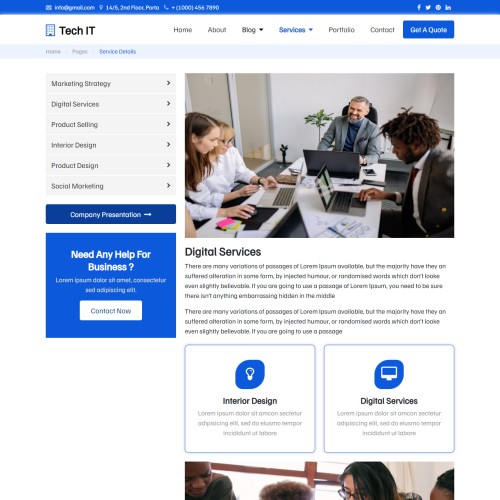 info@gmail.com 14/5, 2nd Floor, Porta + (1000) 456 7890
Tech IT
Home About Blog Services Portfolio Contact Get A Quote
Home Pages Service Details
Marketing Strategy
Digital Services
Product Selling
Interior Design
Product Design
Social Marketing
Company Presentation
Need Any Help For
Business ?
Lorem ipsum dolor sit amet, consectetur
sed adipiscing elit.
Contact Now
Digital Services
There are many variations of passages of Lorem Ipsum available, but the majority have they an
suffered alteration in some form, by injected humour, or randomised words which don't looke
even slightly believable. If you are going to use a passage of Lorem Ipsum, you need to be sure
there isn't anything embarrassing hidden in the middle
There are many variations of passages of Lorem Ipsum available, but the majority have they an
suffered alteration in some form, by injected humour, or randomised words which don't looke
even slightly believable. If you are going to use a passage
Interior Design
Lorem ipsum dolor sit amcon sectetur
adipisicing elit, sed do eiusmo tempor
incididunt ut labore
Digital Services
Lorem ipsum dolor sit amcon sectetur
adipisicing elit, sed do eiusmo tempor
incididunt ut labore